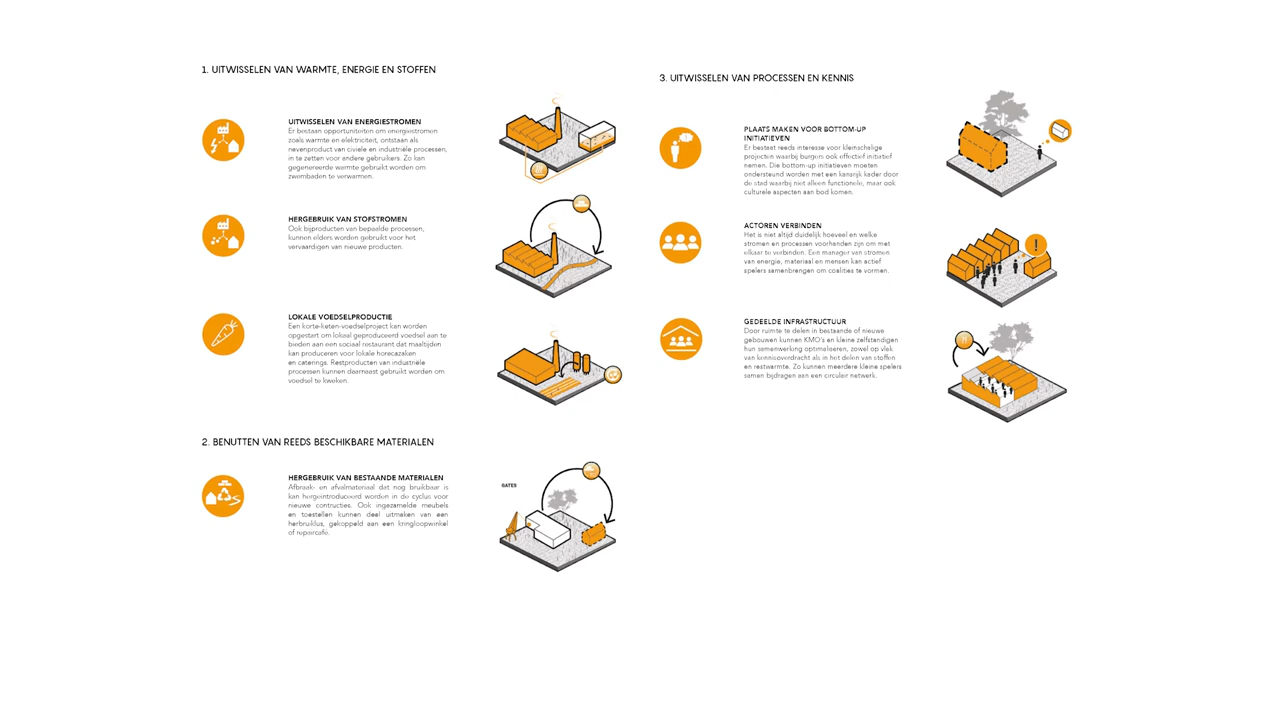 1. UITWISSELEN VAN WARMTE, ENERGIE EN STOFFEN
UITWISSELEN VAN ENERGIESTROMEN
Er bestaan opportuniteiten om energiestromen
zoals warmte en elektriciteit, ontstaan als
nevenproduct van civiele en industriële processen,
in te zetten voor andere gebruikers. Zo kan
gegenereerde warmte gebruikt worden om
zwembaden te verwarmen.
HERGEBRUIK VAN STOFSTROMEN
Ook bijproducten van bepaalde processen,
kunnen elders worden gebruikt voor het
vervaardigen van nieuwe producten.
LOKALE VOEDSELPRODUCTIE
Een korte-keten-voedselproject kan worden
opgestart om lokaal geproduceerd voedsel aan te
bieden aan een sociaal restaurant dat maaltijden
kan produceren voor lokale horecazaken
en caterings. Restproducten van industriële
processen kunnen daarnaast gebruikt worden om
voedsel te kweken.
2. BENUTTEN VAN REEDS BESCHIKBARE MATERIALEN
HERGEBRUIK VAN BESTAANDE MATERIALEN
Afbraak- en afvalmateriaal dat nog bruikbaar is
kan hergeïntroduceerd worden in de cyclus voor
nieuwe contructies. Ook ingezamelde meubels
en toestellen kunnen deel uitmaken van een
herbruiklus, gekoppeld aan een kringloopwinkel
of repaircafé.
GATES
3. UITWISSELEN VAN PROCESSEN EN KENNIS
PLAATS MAKEN VOOR BOTTOM-UP
INITIATIEVEN
Er besteet reeds interesse voor kleinschalige
projecten waarbij burgers ook effectief initiatief
nemen. Die bottom-up initiatieven moeten
ondersteund worden met een kansrijk kader door
de stad waarbij niet alleen functionele, maar ook
culturele aspecten aan bod komen.
ACTOREN VERBINDEN
Het is niet altijd duidelijk hoeveel en welke
stromen en processen voorhanden zijn om met
elkaar te verbinden. Een manager van stromen
van energie, materiaal en mensen kan actief
spelers samenbrengen om coalities te vormen.
!
GEDEELDE INFRASTRUCTUUR
Door ruimte te delen in bestaande of nieuwe
gebouwen kunnen KMO's en kleine zelfstandigen
hun samenwerking optimaliseren, zowel op vlak
van kennisoverdracht als in het delen van stoffen
en restwarmte. Zo kunnen meerdere kleine spelers
samen bijdragen aan een circulair netwerk.